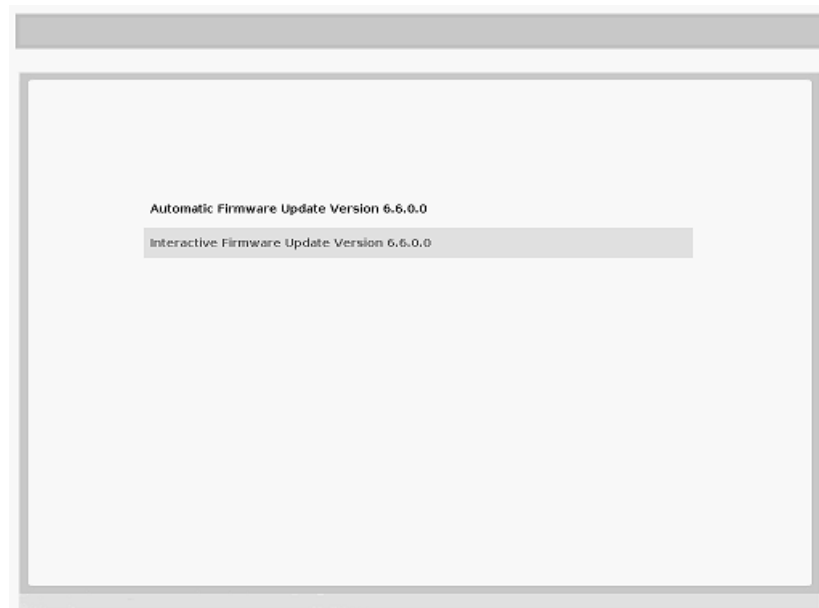 Automatic Firmware Update Version 6.6.0.0
Interactive Firmware Update Version 6.6.0.0